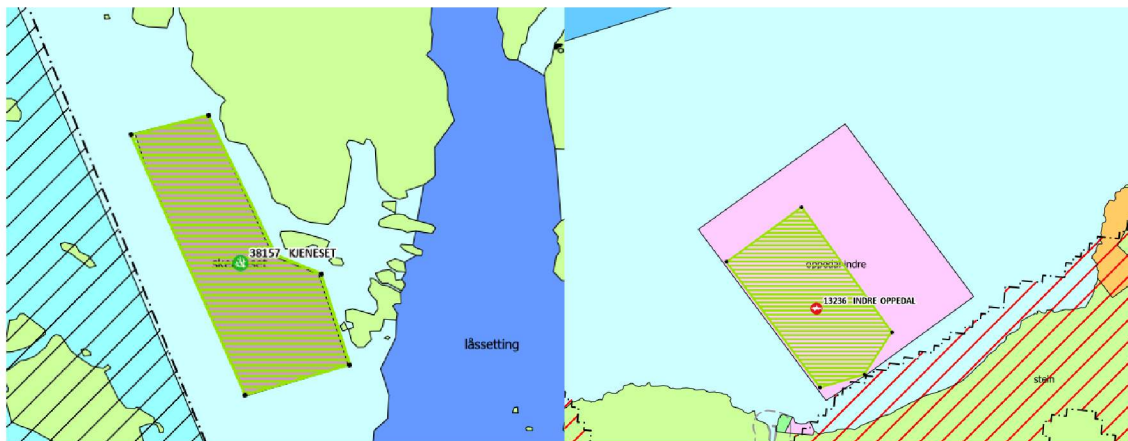 38157 KJENESET
låssetting
oppedal indre
13236 INDRE OPPEDAL
stein